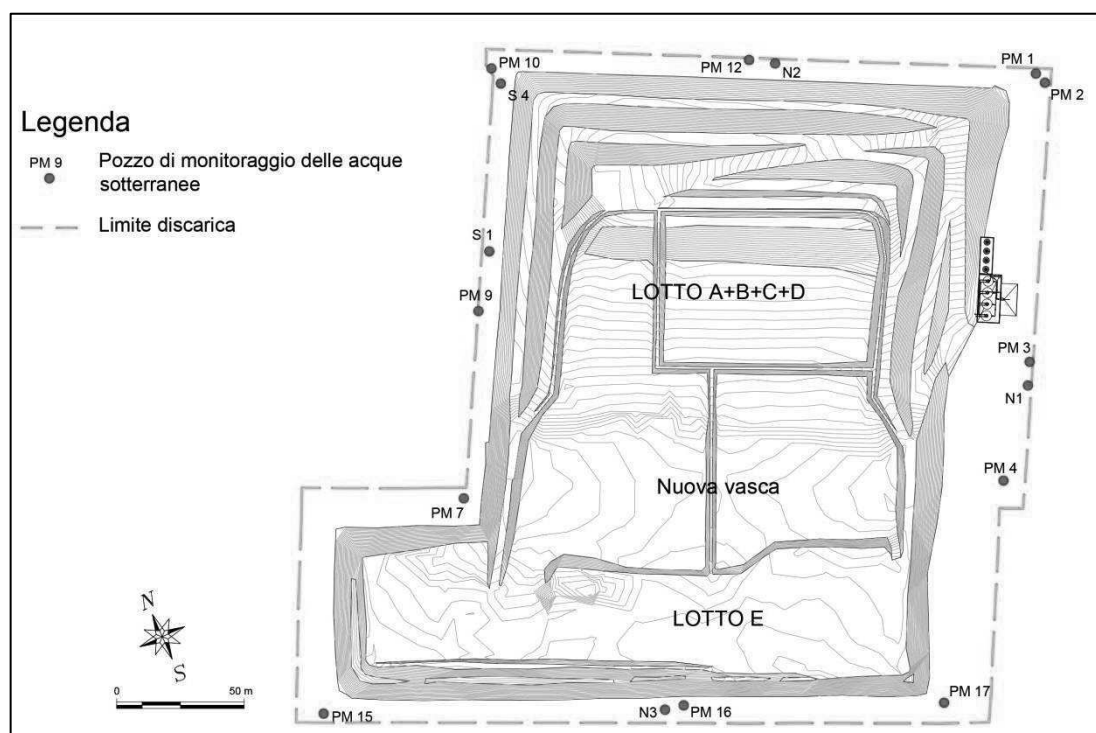 PM 10
S 4
PM 12
N2
PM 1
PM 2
Legenda
PM 9
Pozzo di monitoraggio delle acque
sotterranee
Limite discarica
S 1
PM 9
LOTTO A+B+C+D
PM 3
N1
PM 4
Nuova vasca
PM 7
LOTTO E
N
S
0
50 m
PM 15
N3
PM 16
PM 17